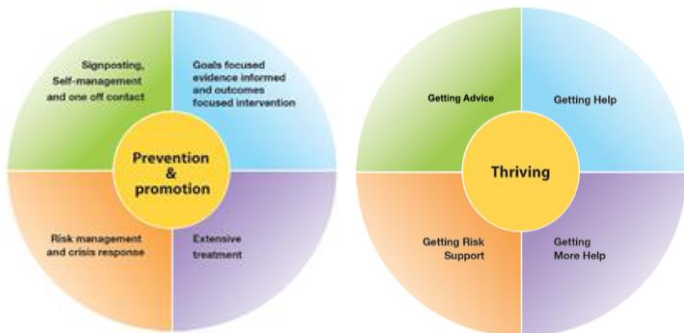 Signposting,
Self-management
and one off contact
Goals focused
evidence informed
and outcomes
focused intervention
Prevention
&
promotion
Risk management
and crisis response
Extensive
treatment
Getting Advice
Getting Help
Thriving
Getting Risk
Support
Getting
More Help